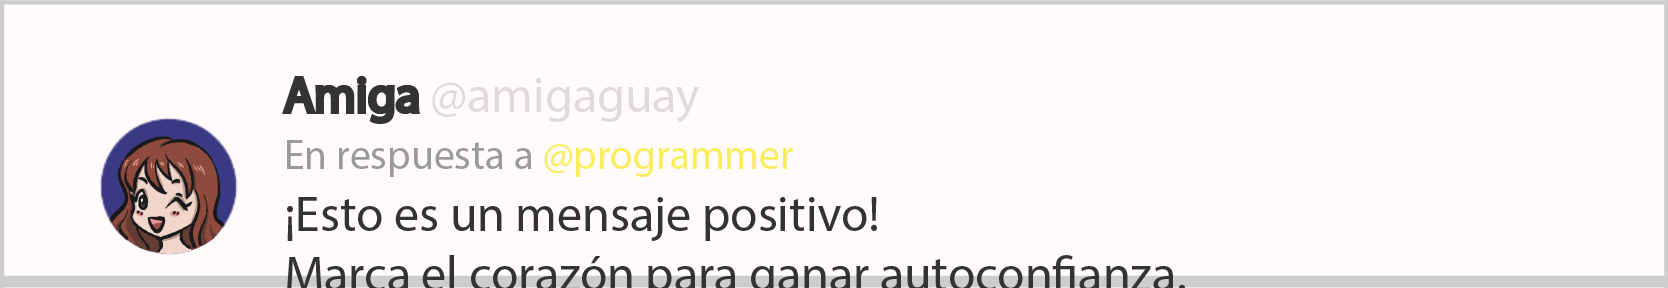 Amiga @amigaguay
En respuesta a @programmer
¡Esto es un mensaje positivo!
Marca el corazón para ganar autoconfianza.